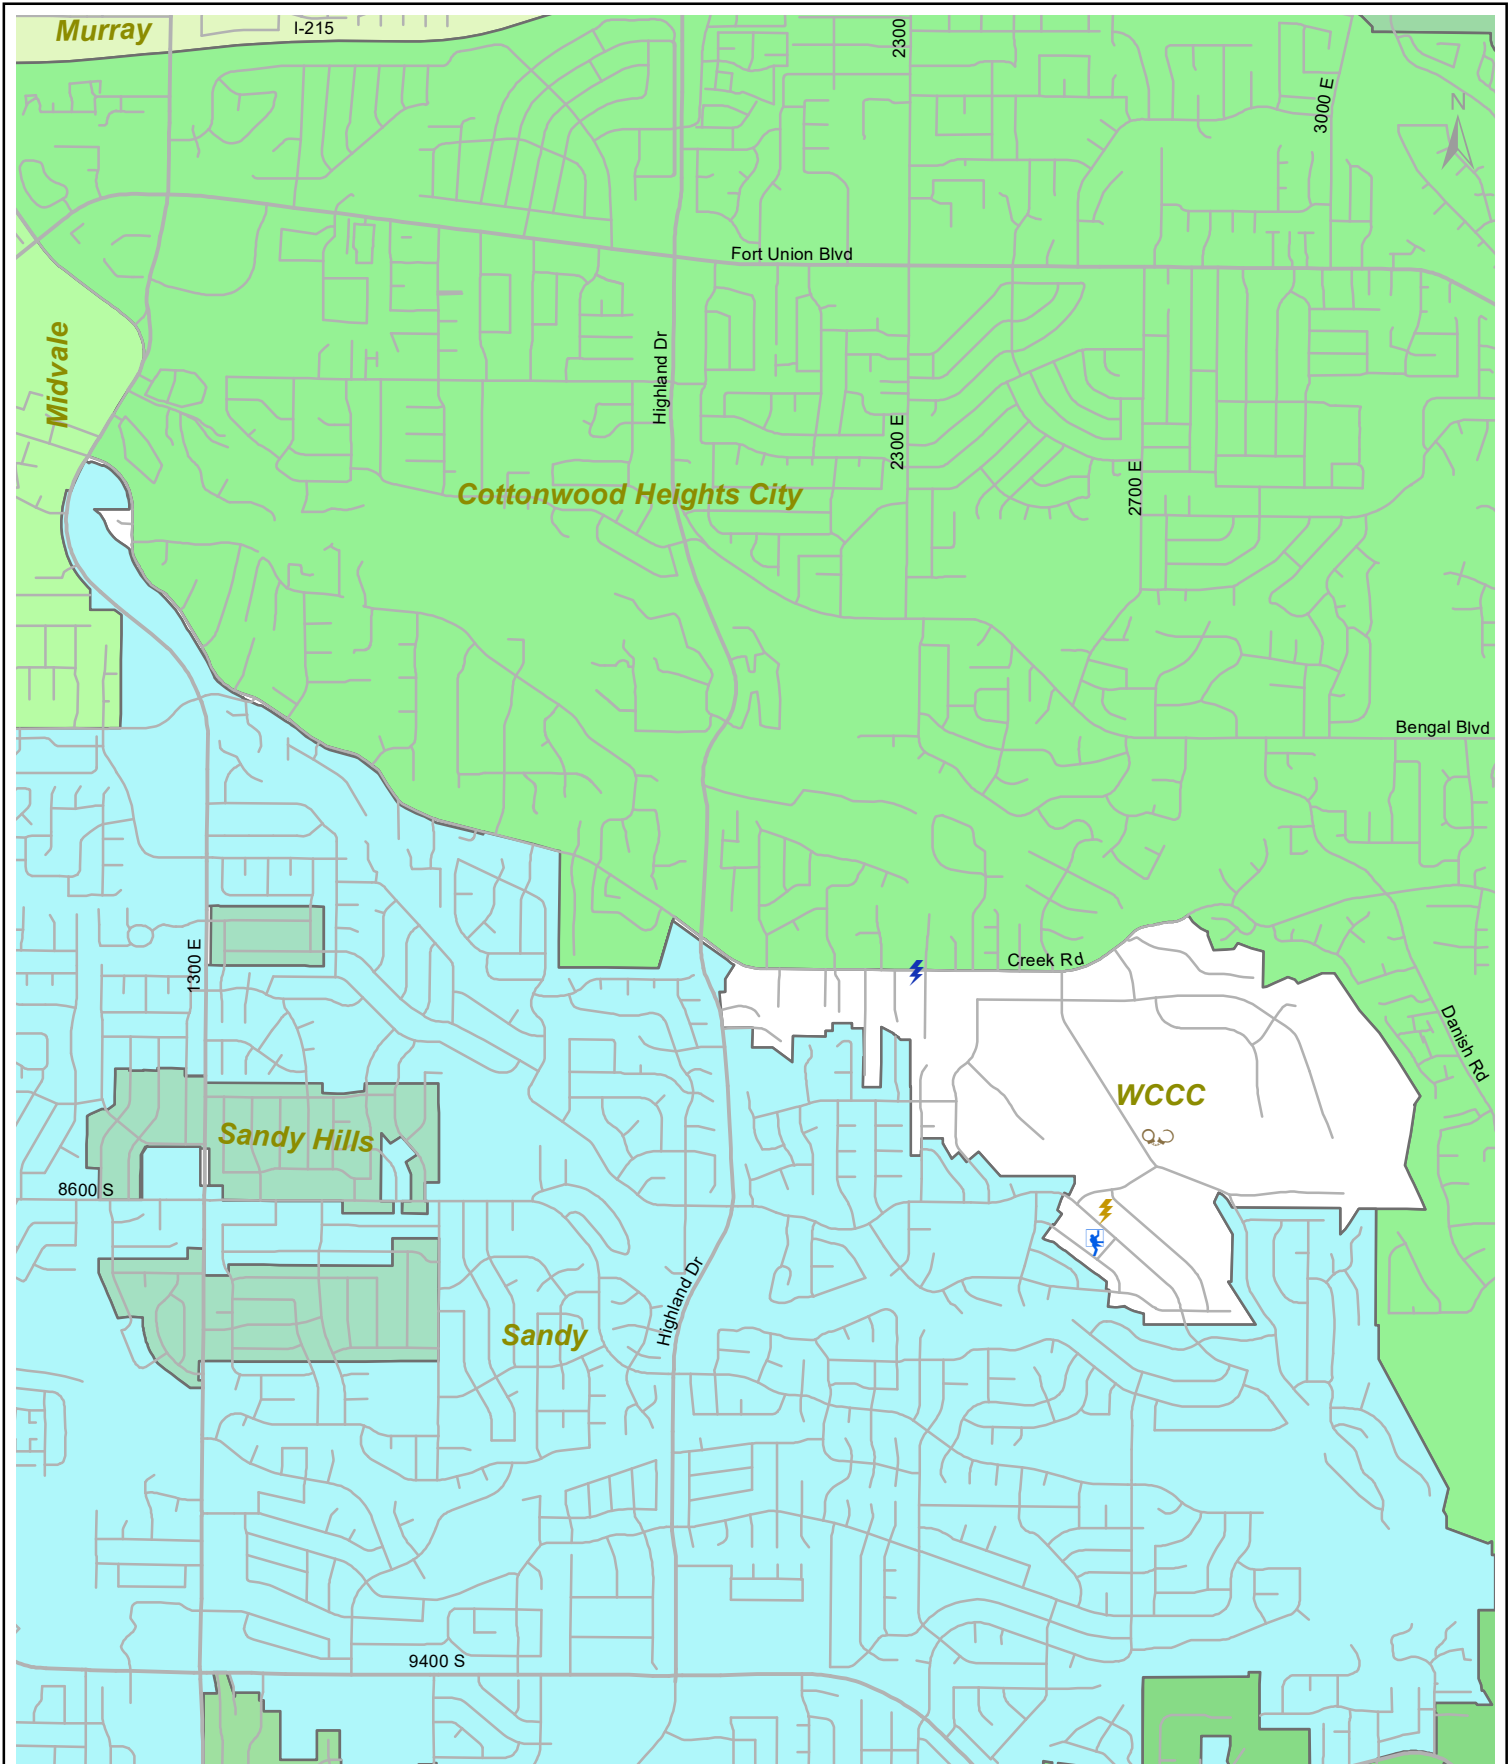 Murray
I-215
2300
3000 E
N
Fort Union Blvd
Midvale
Highland Dr
2300 E
2700 E
Cottonwood Heights City
Bengal Blvd
1300 E
Creek Rd
Danish Rd
WCCC
Sandy Hills
8600 S
Highland Dr
Sandy
9400 S